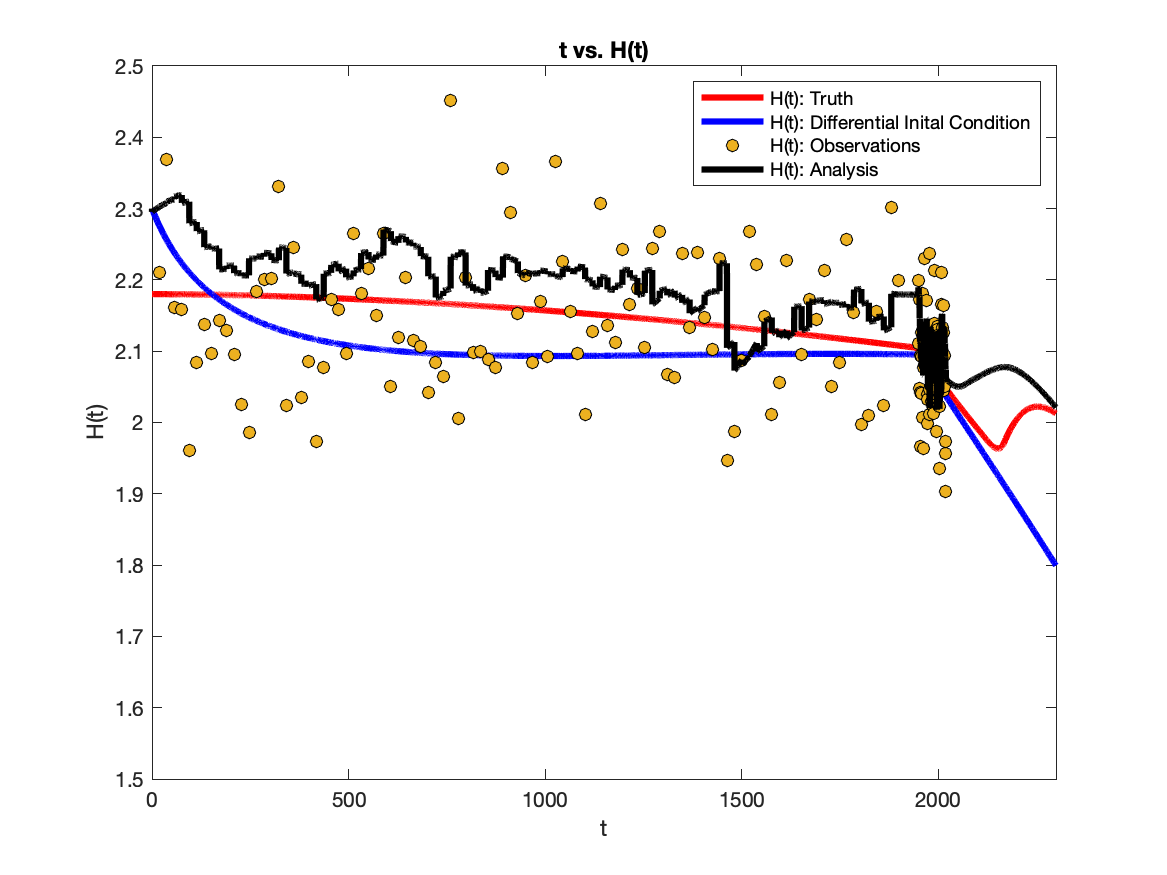 t vs. H(t)
2.5
2.4
2.3
2.2
2.1
2
1.9
1.8
1.7
1.6
1.5
H(t)
H(t): Truth
H(t): Differential Inital Condition
H(t): Observations
H(t): Analysis
0 500 1000 1500 2000
t